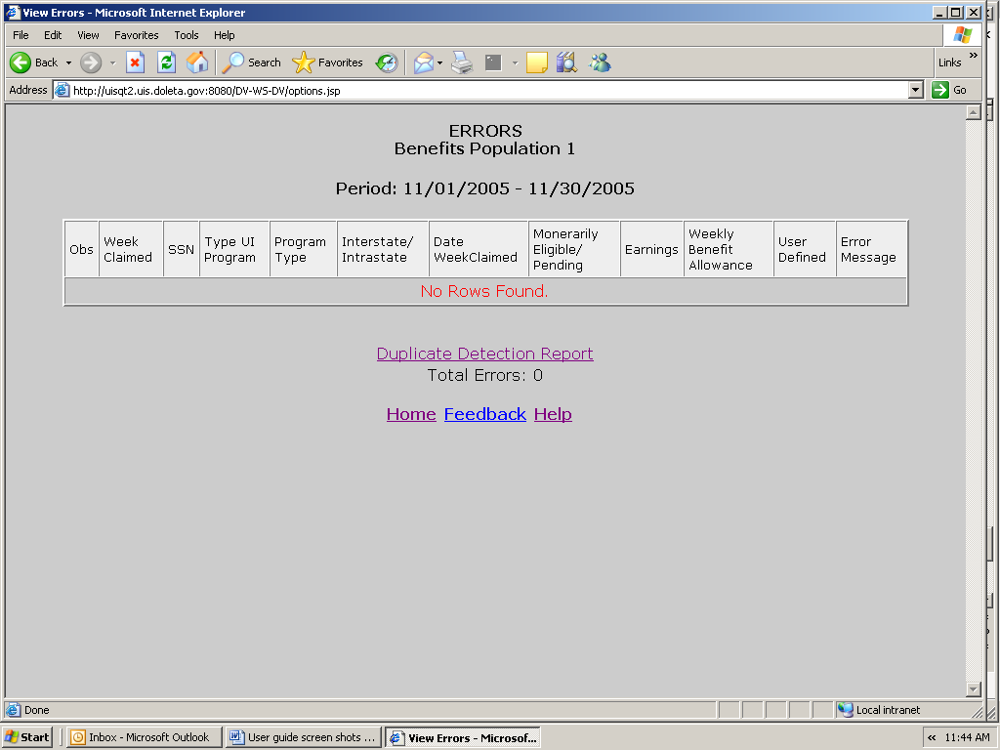 View Errors - Microsoft Internet Explorer
File Edit View Favorites Tools Help
Back Search Favorites Links »
Address http://uisqt2.uis.doleta.gov:8080/DV-WS-DV/options.jsp Go
ERRORS
Benefits Population 1
Period: 11/01/2005 - 11/30/2005
Obs
Week
Claimed
SSN
Type UI
Program
Program
Type
Interstate/
Intrastate
Date
WeekClaimed
Monerarily
Eligible/
Pending
Earnings
Weekly
Benefit
Allowance
User
Defined
Error
Message
No Rows Found.
Duplicate Detection Report
Total Errors: 0
Home Feedback Help
Done Local intranet
Start Inbox - Microsoft Outlook User guide screen shots ... View Errors - Microsof... « 11:44 AM